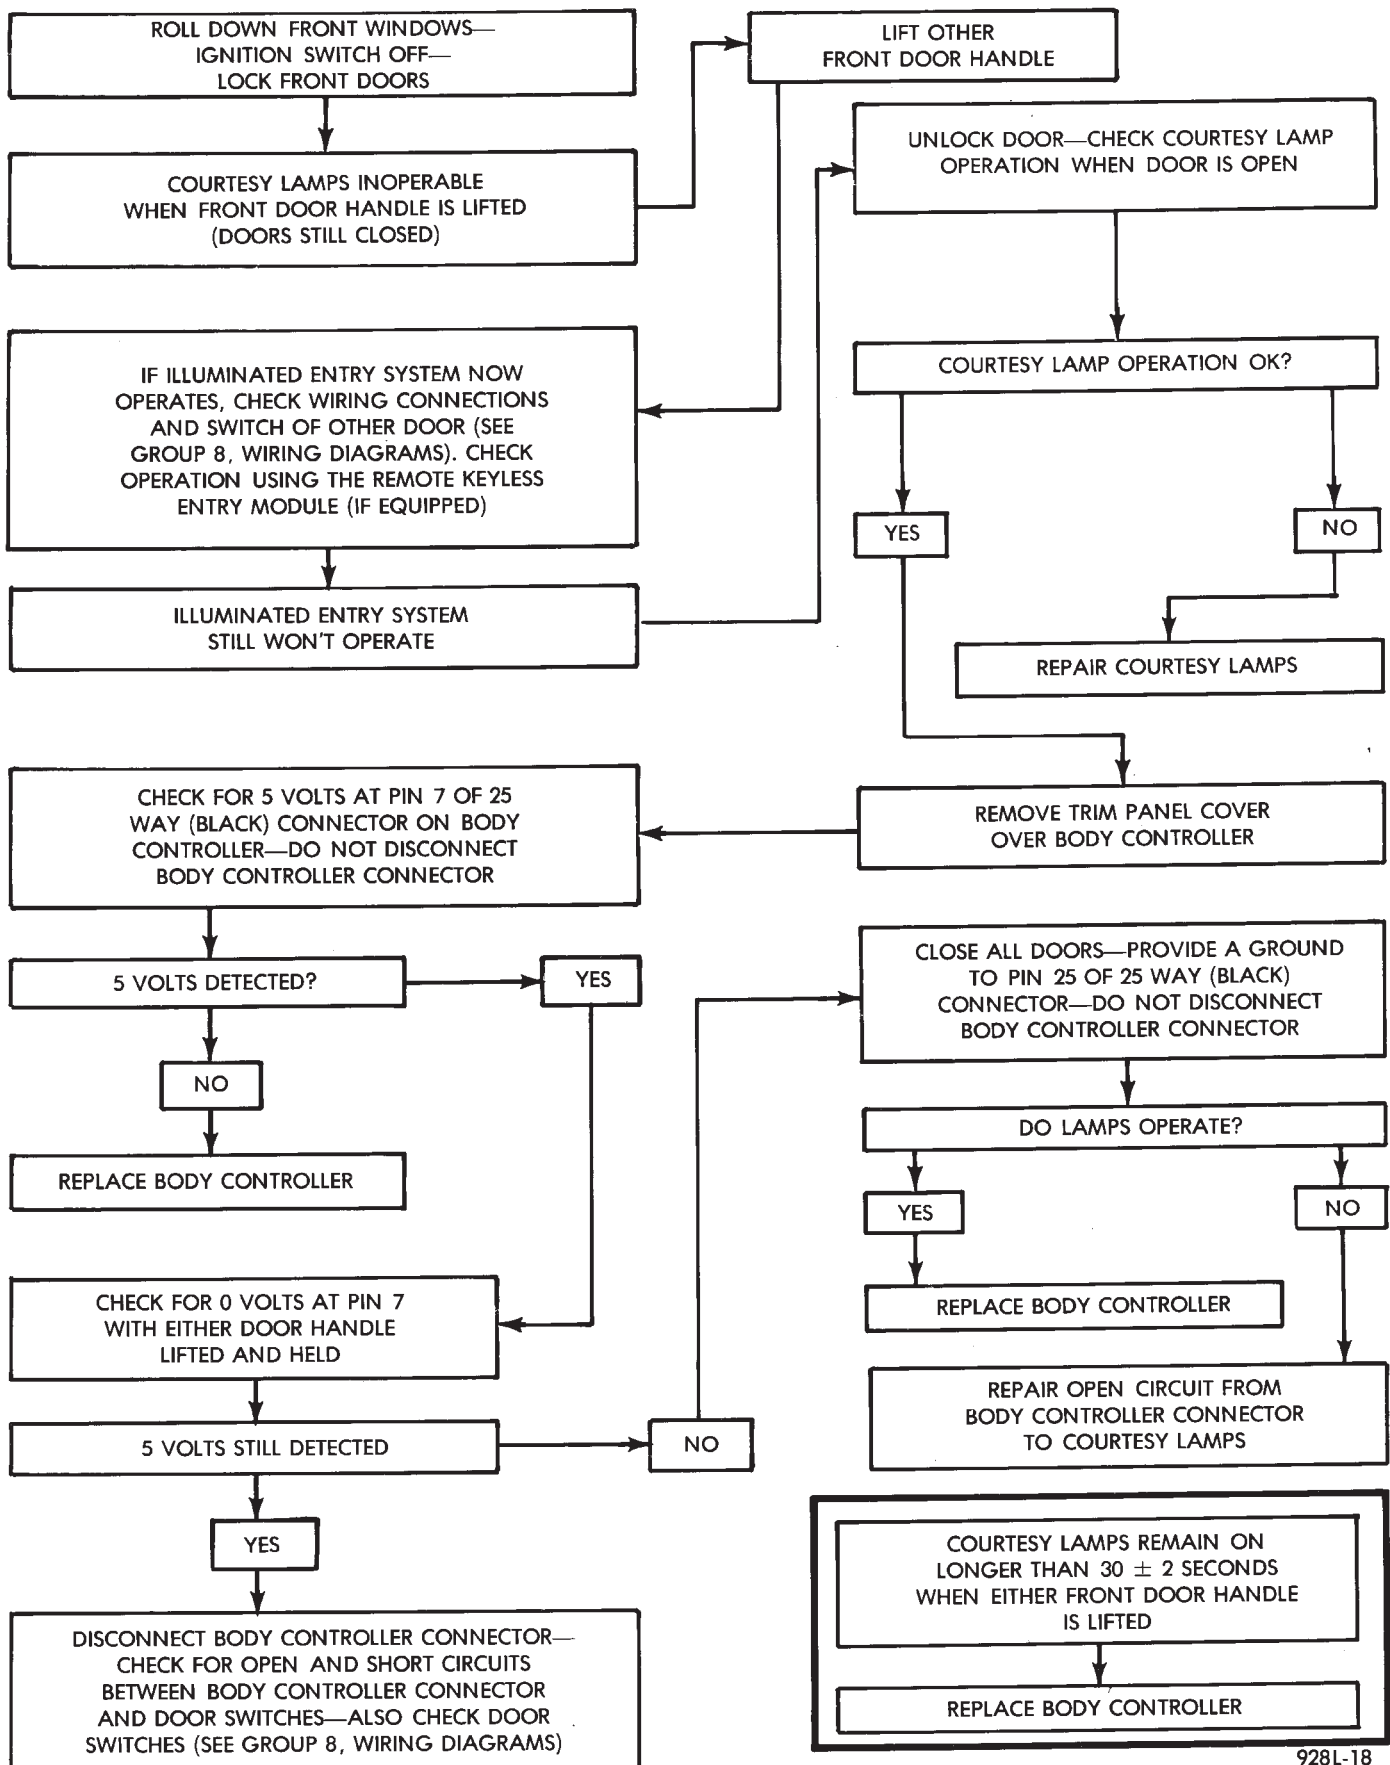 ROLL DOWN FRONT WINDOWS—
IGNITION SWITCH OFF—
LOCK FRONT DOORS
COURTESY LAMPS INOPERABLE
WHEN FRONT DOOR HANDLE IS LIFTED
(DOORS STILL CLOSED)
LIFT OTHER
FRONT DOOR HANDLE
IF ILLUMINATED ENTRY SYSTEM NOW
OPERATES, CHECK WIRING CONNECTIONS
AND SWITCH OF OTHER DOOR (SEE
GROUP 8, WIRING DIAGRAMS). CHECK
OPERATION USING THE REMOTE KEYLESS
ENTRY MODULE (IF EQUIPPED)
ILLUMINATED ENTRY SYSTEM
STILL WON'T OPERATE
UNLOCK DOOR—CHECK COURTESY LAMP
OPERATION WHEN DOOR IS OPEN
COURTESY LAMP OPERATION OK?
YES
NO
REPAIR COURTESY LAMPS
REMOVE TRIM PANEL COVER
OVER BODY CONTROLLER
CHECK FOR 5 VOLTS AT PIN 7 OF 25
WAY (BLACK) CONNECTOR ON BODY
CONTROLLER—DO NOT DISCONNECT
BODY CONTROLLER CONNECTOR
5 VOLTS DETECTED?
YES
NO
REPLACE BODY CONTROLLER
CHECK FOR 0 VOLTS AT PIN 7
WITH EITHER DOOR HANDLE
LIFTED AND HELD
5 VOLTS STILL DETECTED
NO
YES
DISCONNECT BODY CONTROLLER CONNECTOR—
CHECK FOR OPEN AND SHORT CIRCUITS
BETWEEN BODY CONTROLLER CONNECTOR
AND DOOR SWITCHES—ALSO CHECK DOOR
SWITCHES (SEE GROUP 8, WIRING DIAGRAMS)
CLOSE ALL DOORS—PROVIDE A GROUND
TO PIN 25 OF 25 WAY (BLACK)
CONNECTOR—DO NOT DISCONNECT
BODY CONTROLLER CONNECTOR
DO LAMPS OPERATE?
YES
NO
REPLACE BODY CONTROLLER
REPAIR OPEN CIRCUIT FROM
BODY CONTROLLER CONNECTOR
TO COURTESY LAMPS
COURTESY LAMPS REMAIN ON
LONGER THAN 30 ± 2 SECONDS
WHEN EITHER FRONT DOOR HANDLE
IS LIFTED
REPLACE BODY CONTROLLER
928L-18